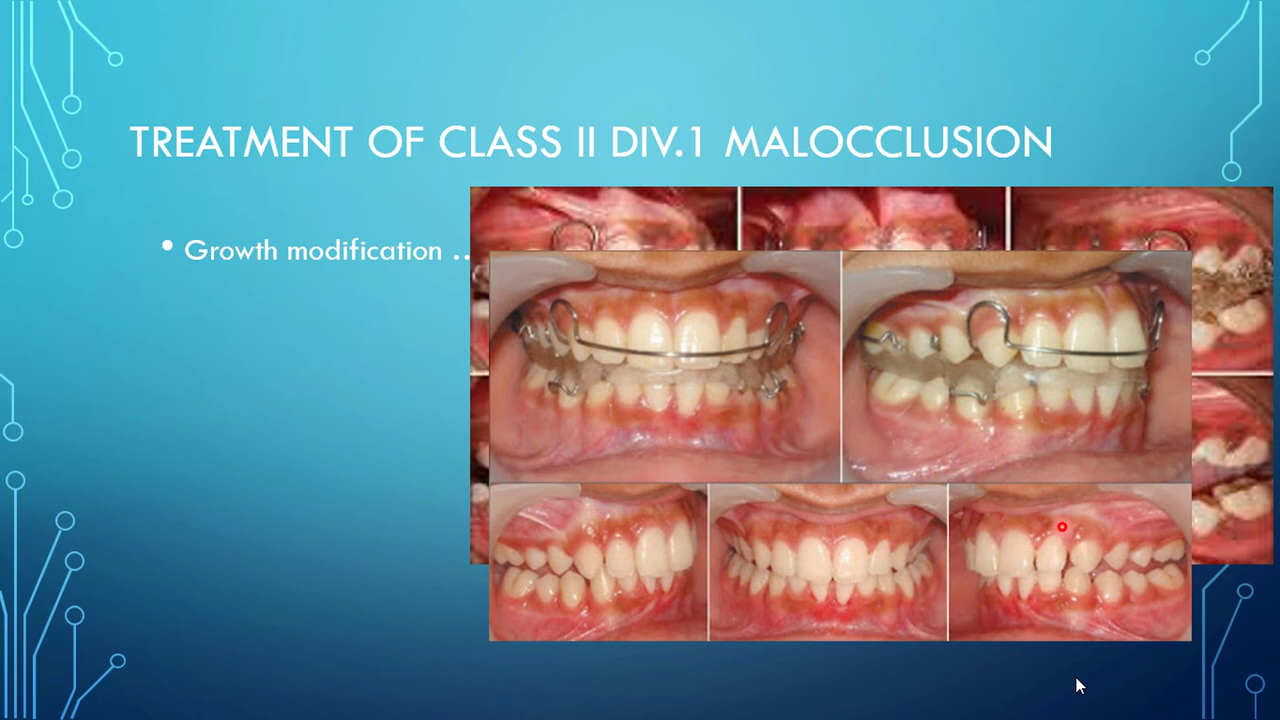 TREATMENT OF CLASS II DIV.1 MALOCCLUSION
• Growth modification ..